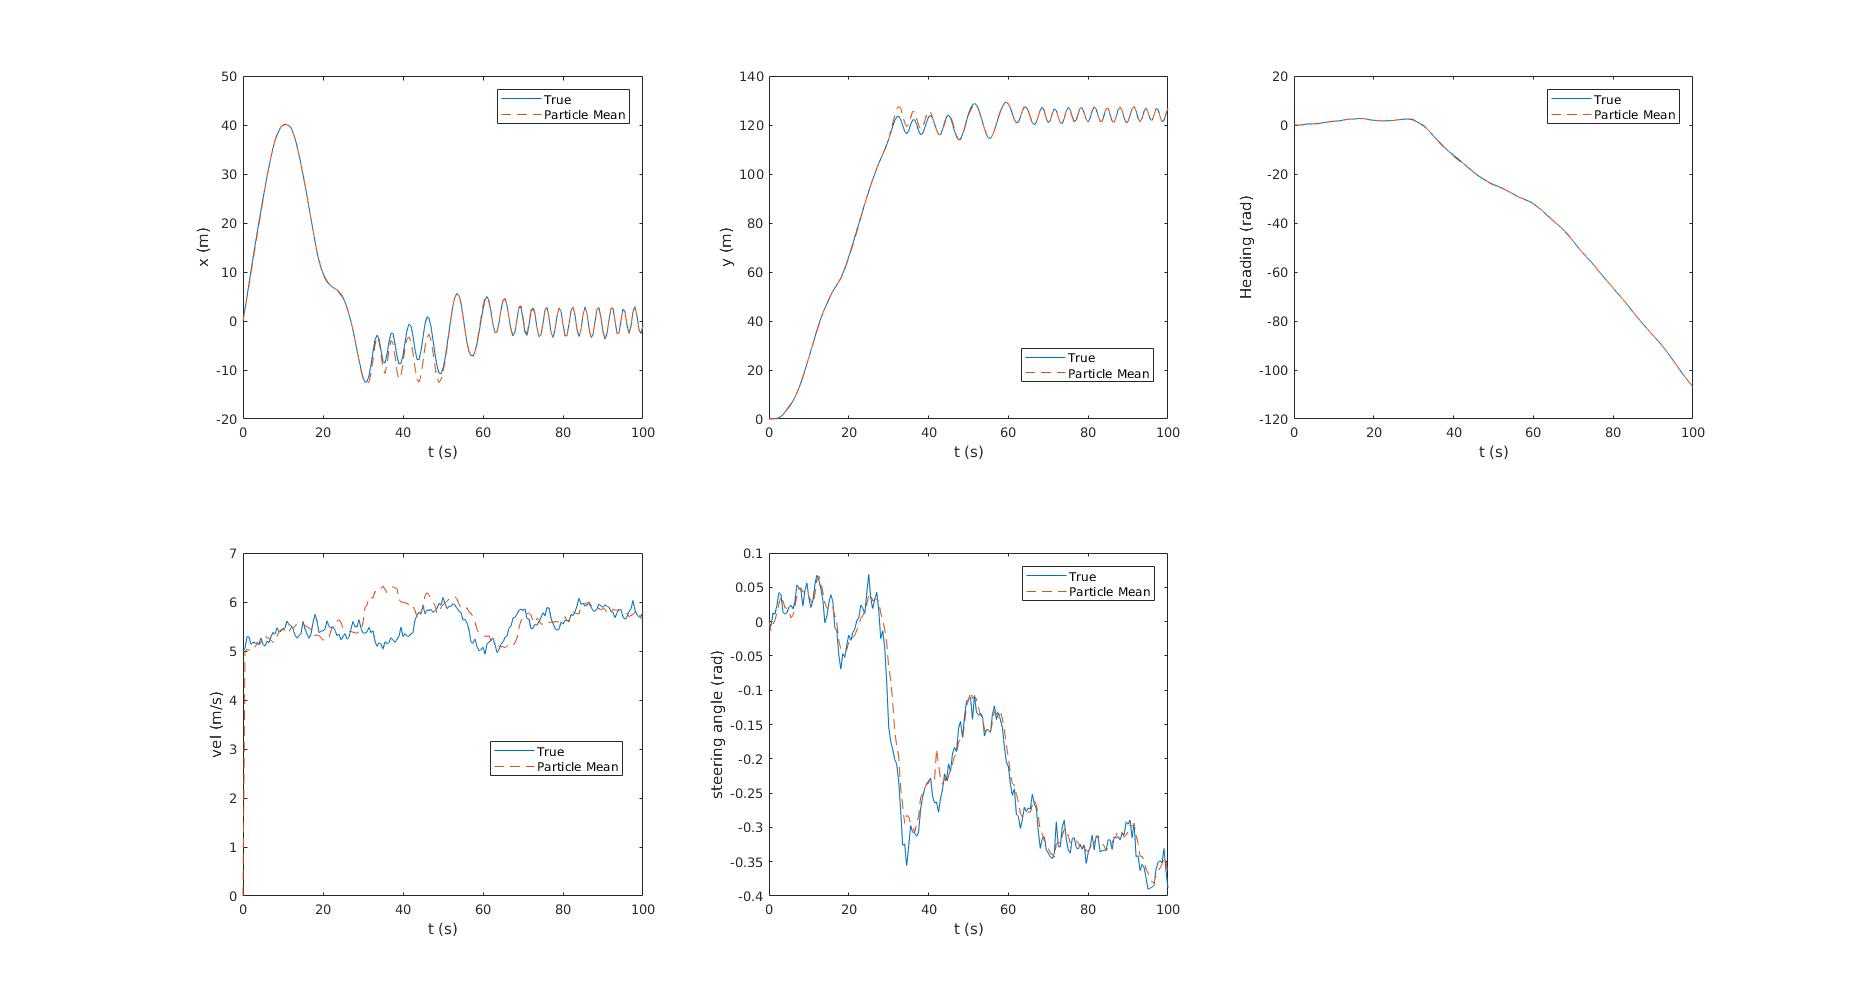 50
40
30
20
10
0
-10
-20
0 20 40 60 80 100
x (m)
t (s)
True
Particle Mean
140
120
100
80
60
40
20
0
0 20 40 60 80 100
y (m)
t (s)
True
Particle Mean
20
0
-20
-40
-60
-80
-100
-120
0 20 40 60 80 100
Heading (rad)
t (s)
True
Particle Mean
7
6
5
4
3
2
1
0
0 20 40 60 80 100
vel (m/s)
t (s)
True
Particle Mean
0.1
0.05
0
-0.05
-0.1
-0.15
-0.2
-0.25
-0.3
-0.35
-0.4
0 20 40 60 80 100
steering angle (rad)
t (s)
True
Particle Mean